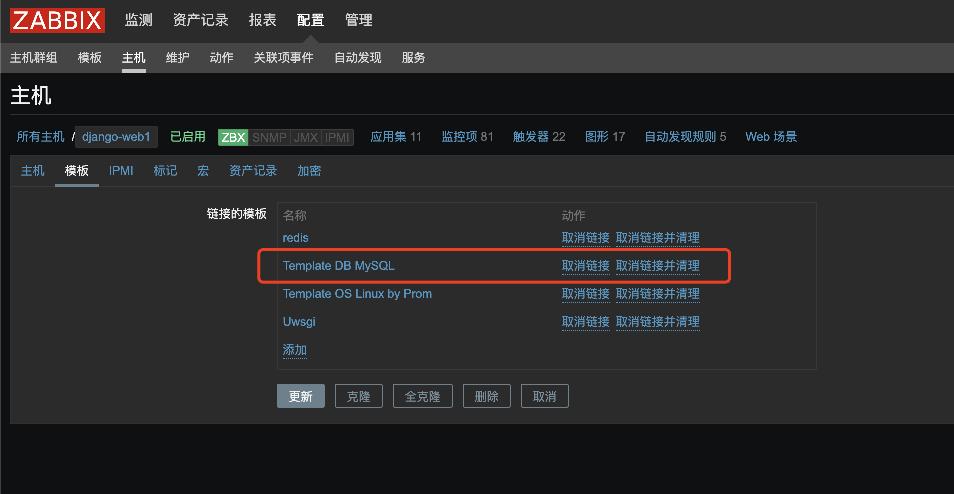 ZABBIX 监测 资产记录 报表 配置 管理
主机群组 模板 主机 维护 动作 关联项事件 自动发现 服务
主机
所有主机 / django-web1 已启用 ZBX SNMP JMX IPMI 应用集 11 监控项 81 触发器 22 图形 17 自动发现规则 5 Web 场景
主机 模板 IPMI 标记 宏 资产记录 加密
链接的模板 名称 动作
redis 取消链接 取消链接并清理
Template DB MySQL 取消链接 取消链接并清理
Template OS Linux by Prom 取消链接 取消链接并清理
Uwsgi 取消链接 取消链接并清理
添加
更新 克隆 全克隆 删除 取消